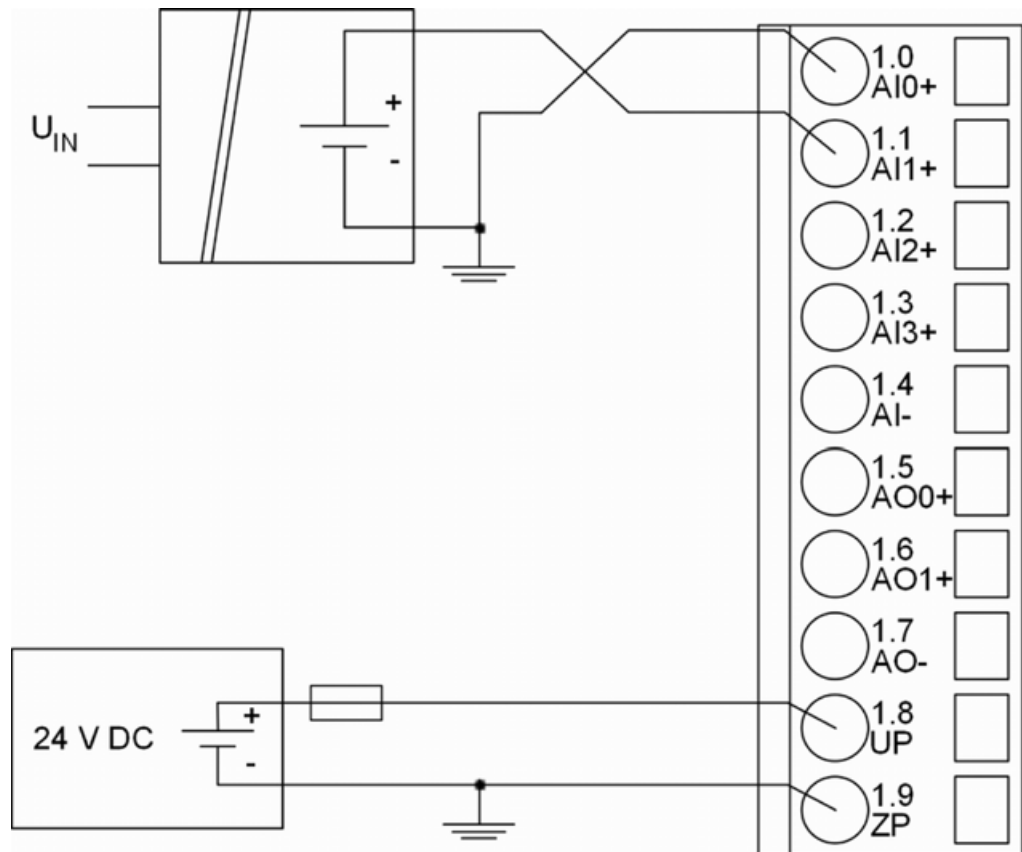 U_IN
+
-
1.0
AI0+
1.1
AI1+
1.2
AI2+
1.3
AI3+
1.4
AI-
1.5
AO0+
1.6
AO1+
1.7
AO-
24 V DC
+
-
1.8
UP
1.9
ZP